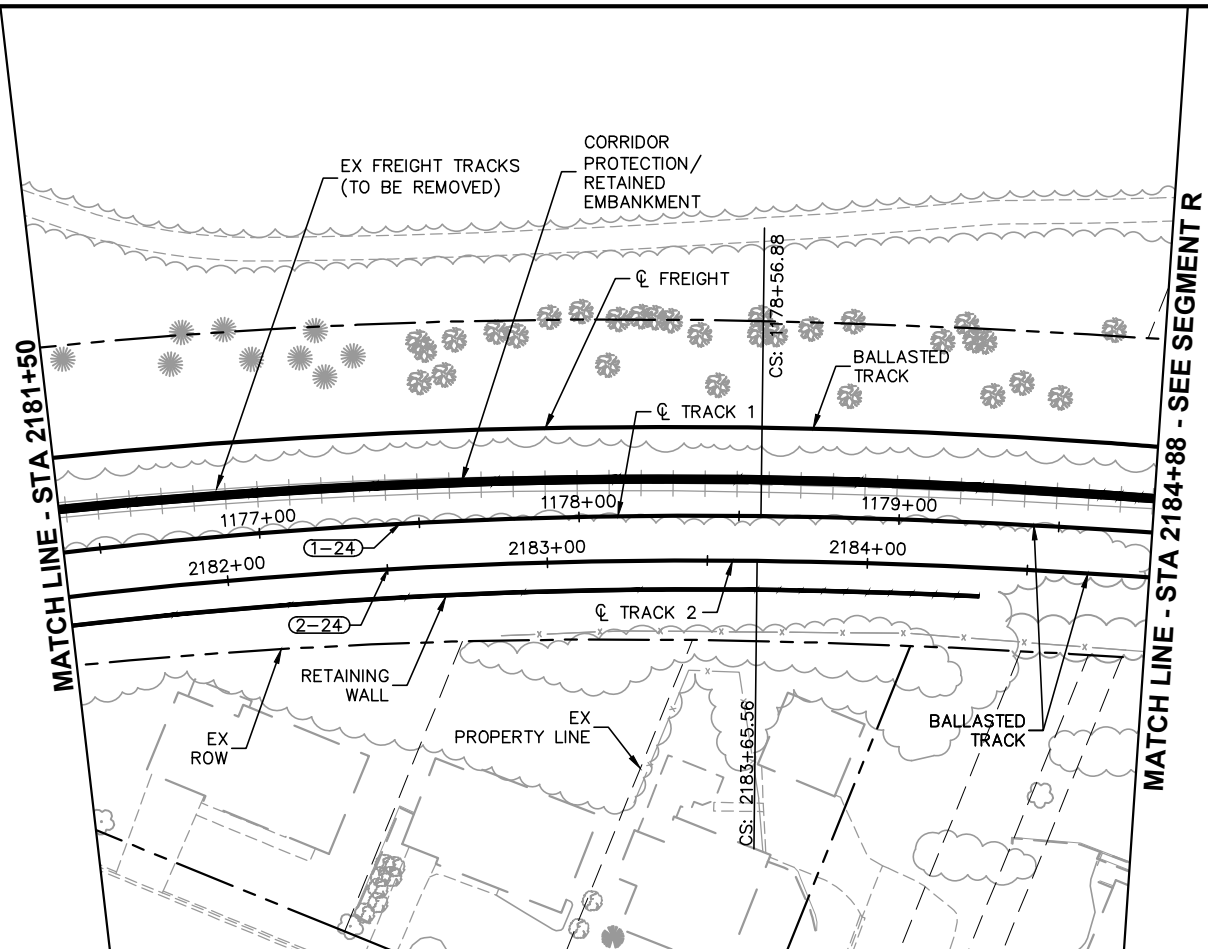 EX FREIGHT TRACKS
(TO BE REMOVED)
CORRIDOR
PROTECTION/
RETAINED
EMBANKMENT
℄ FREIGHT
CS: 1178+56.88
BALLASTED
TRACK
℄ TRACK 1
MATCH LINE - STA 2181+50
MATCH LINE - STA 2184+88 - SEE SEGMENT R
1177+00
1178+00
1179+00
1-24
2182+00
2183+00
2184+00
2-24
℄ TRACK 2
RETAINING
WALL
EX
ROW
EX
PROPERTY LINE
CS: 2183+65.56
BALLASTED
TRACK